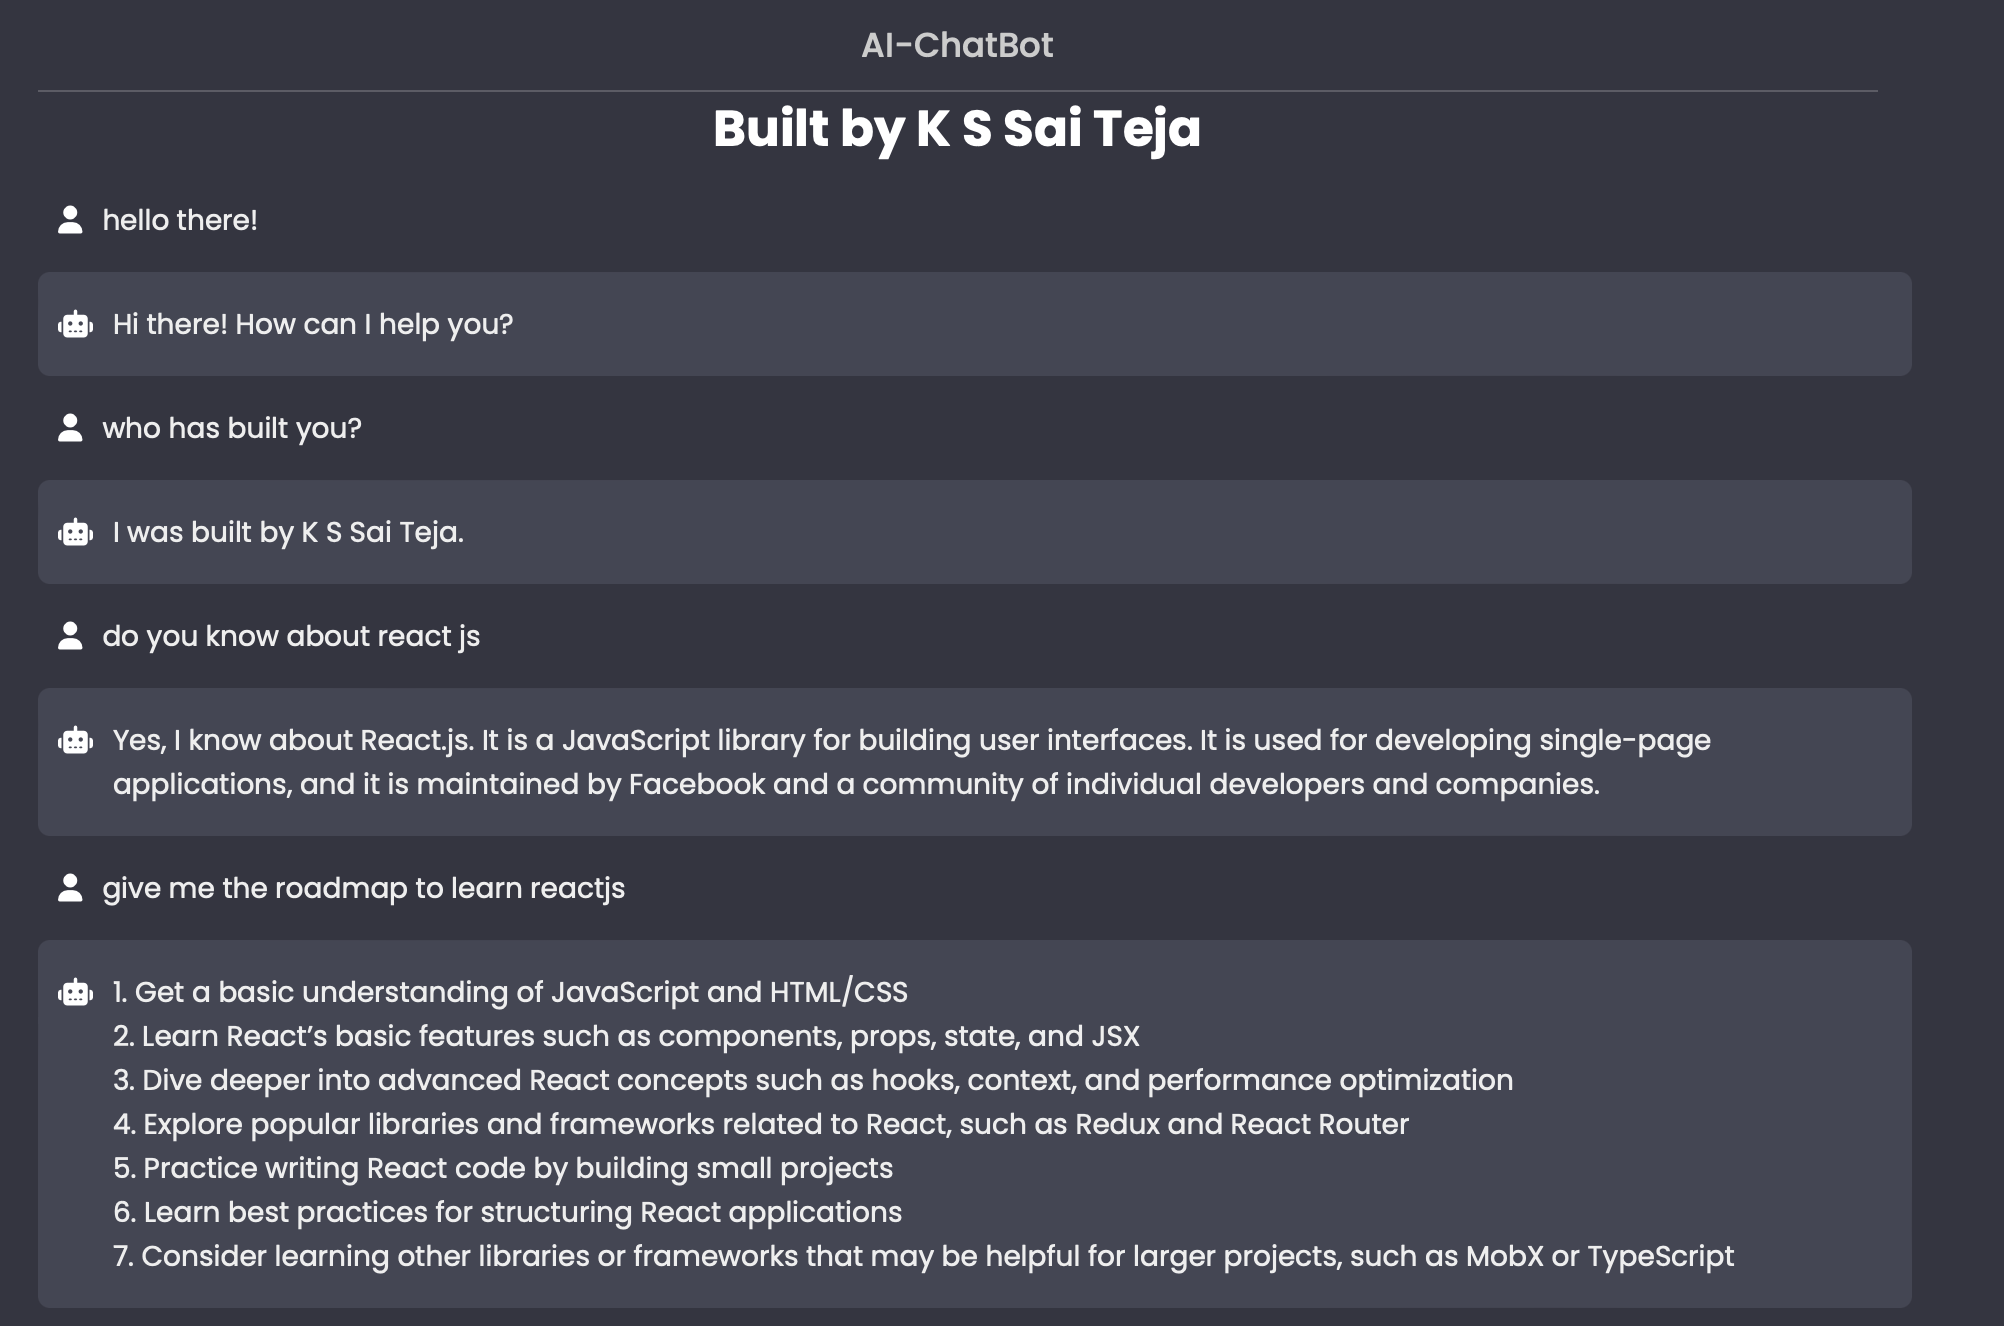 AI-ChatBot
Built by K S Sai Teja
hello there!
Hi there! How can I help you?
who has built you?
I was built by K S Sai Teja.
do you know about react js
Yes, I know about React.js. It is a JavaScript library for building user interfaces. It is used for developing single-page
applications, and it is maintained by Facebook and a community of individual developers and companies.
give me the roadmap to learn reactjs
1. Get a basic understanding of JavaScript and HTML/CSS
2. Learn React’s basic features such as components, props, state, and JSX
3. Dive deeper into advanced React concepts such as hooks, context, and performance optimization
4. Explore popular libraries and frameworks related to React, such as Redux and React Router
5. Practice writing React code by building small projects
6. Learn best practices for structuring React applications
7. Consider learning other libraries or frameworks that may be helpful for larger projects, such as MobX or TypeScript